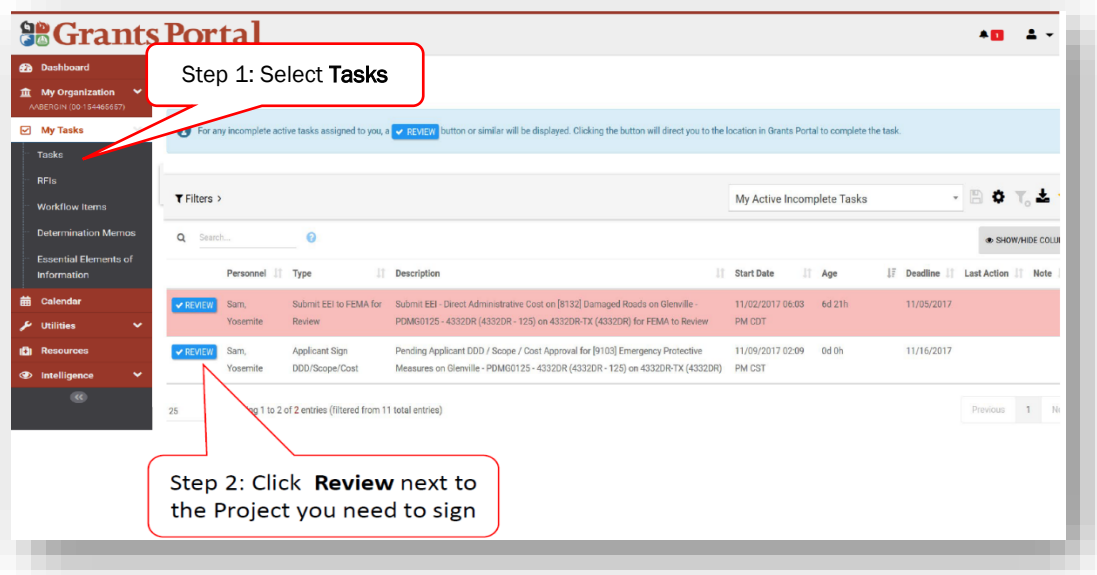 Grants Portal
1
Dashboard
Step 1: Select Tasks
My Organization
AABERGIN (00-154465657)
My Tasks
For any incomplete active tasks assigned to you, a REVIEW button or similar will be displayed. Clicking the button will direct you to the location in Grants Portal to complete the task.
Tasks
RFIs
Workflow Items
Determination Memos
Essential Elements of
Information
Calendar
Utilities
Resources
Intelligence
Filters >
My Active Incomplete Tasks
Search...
SHOW/HIDE COLU
Personnel Type Description Start Date Age Deadline Last Action Note
REVIEW Sam, Submit EEI to FEMA for Submit EEI - Direct Administrative Cost on [8132] Damaged Roads on Glenville - 11/02/2017 06:03 6d 21h 11/05/2017
Yosemite Review PDMG0125 - 4332DR (4332DR - 125) on 4332DR-TX (4332DR) for FEMA to Review PM CDT
REVIEW Sam, Applicant Sign Pending Applicant DDD / Scope / Cost Approval for [9103] Emergency Protective 11/09/2017 02:09 0d 0h 11/16/2017
Yosemite DDD/Scope/Cost Measures on Glenville - PDMG0125 - 4332DR (4332DR - 125) on 4332DR-TX (4332DR) PM CST
25 1 to 2 of 2 entries (filtered from 11 total entries) Previous 1
Step 2: Click Review next to
the Project you need to sign